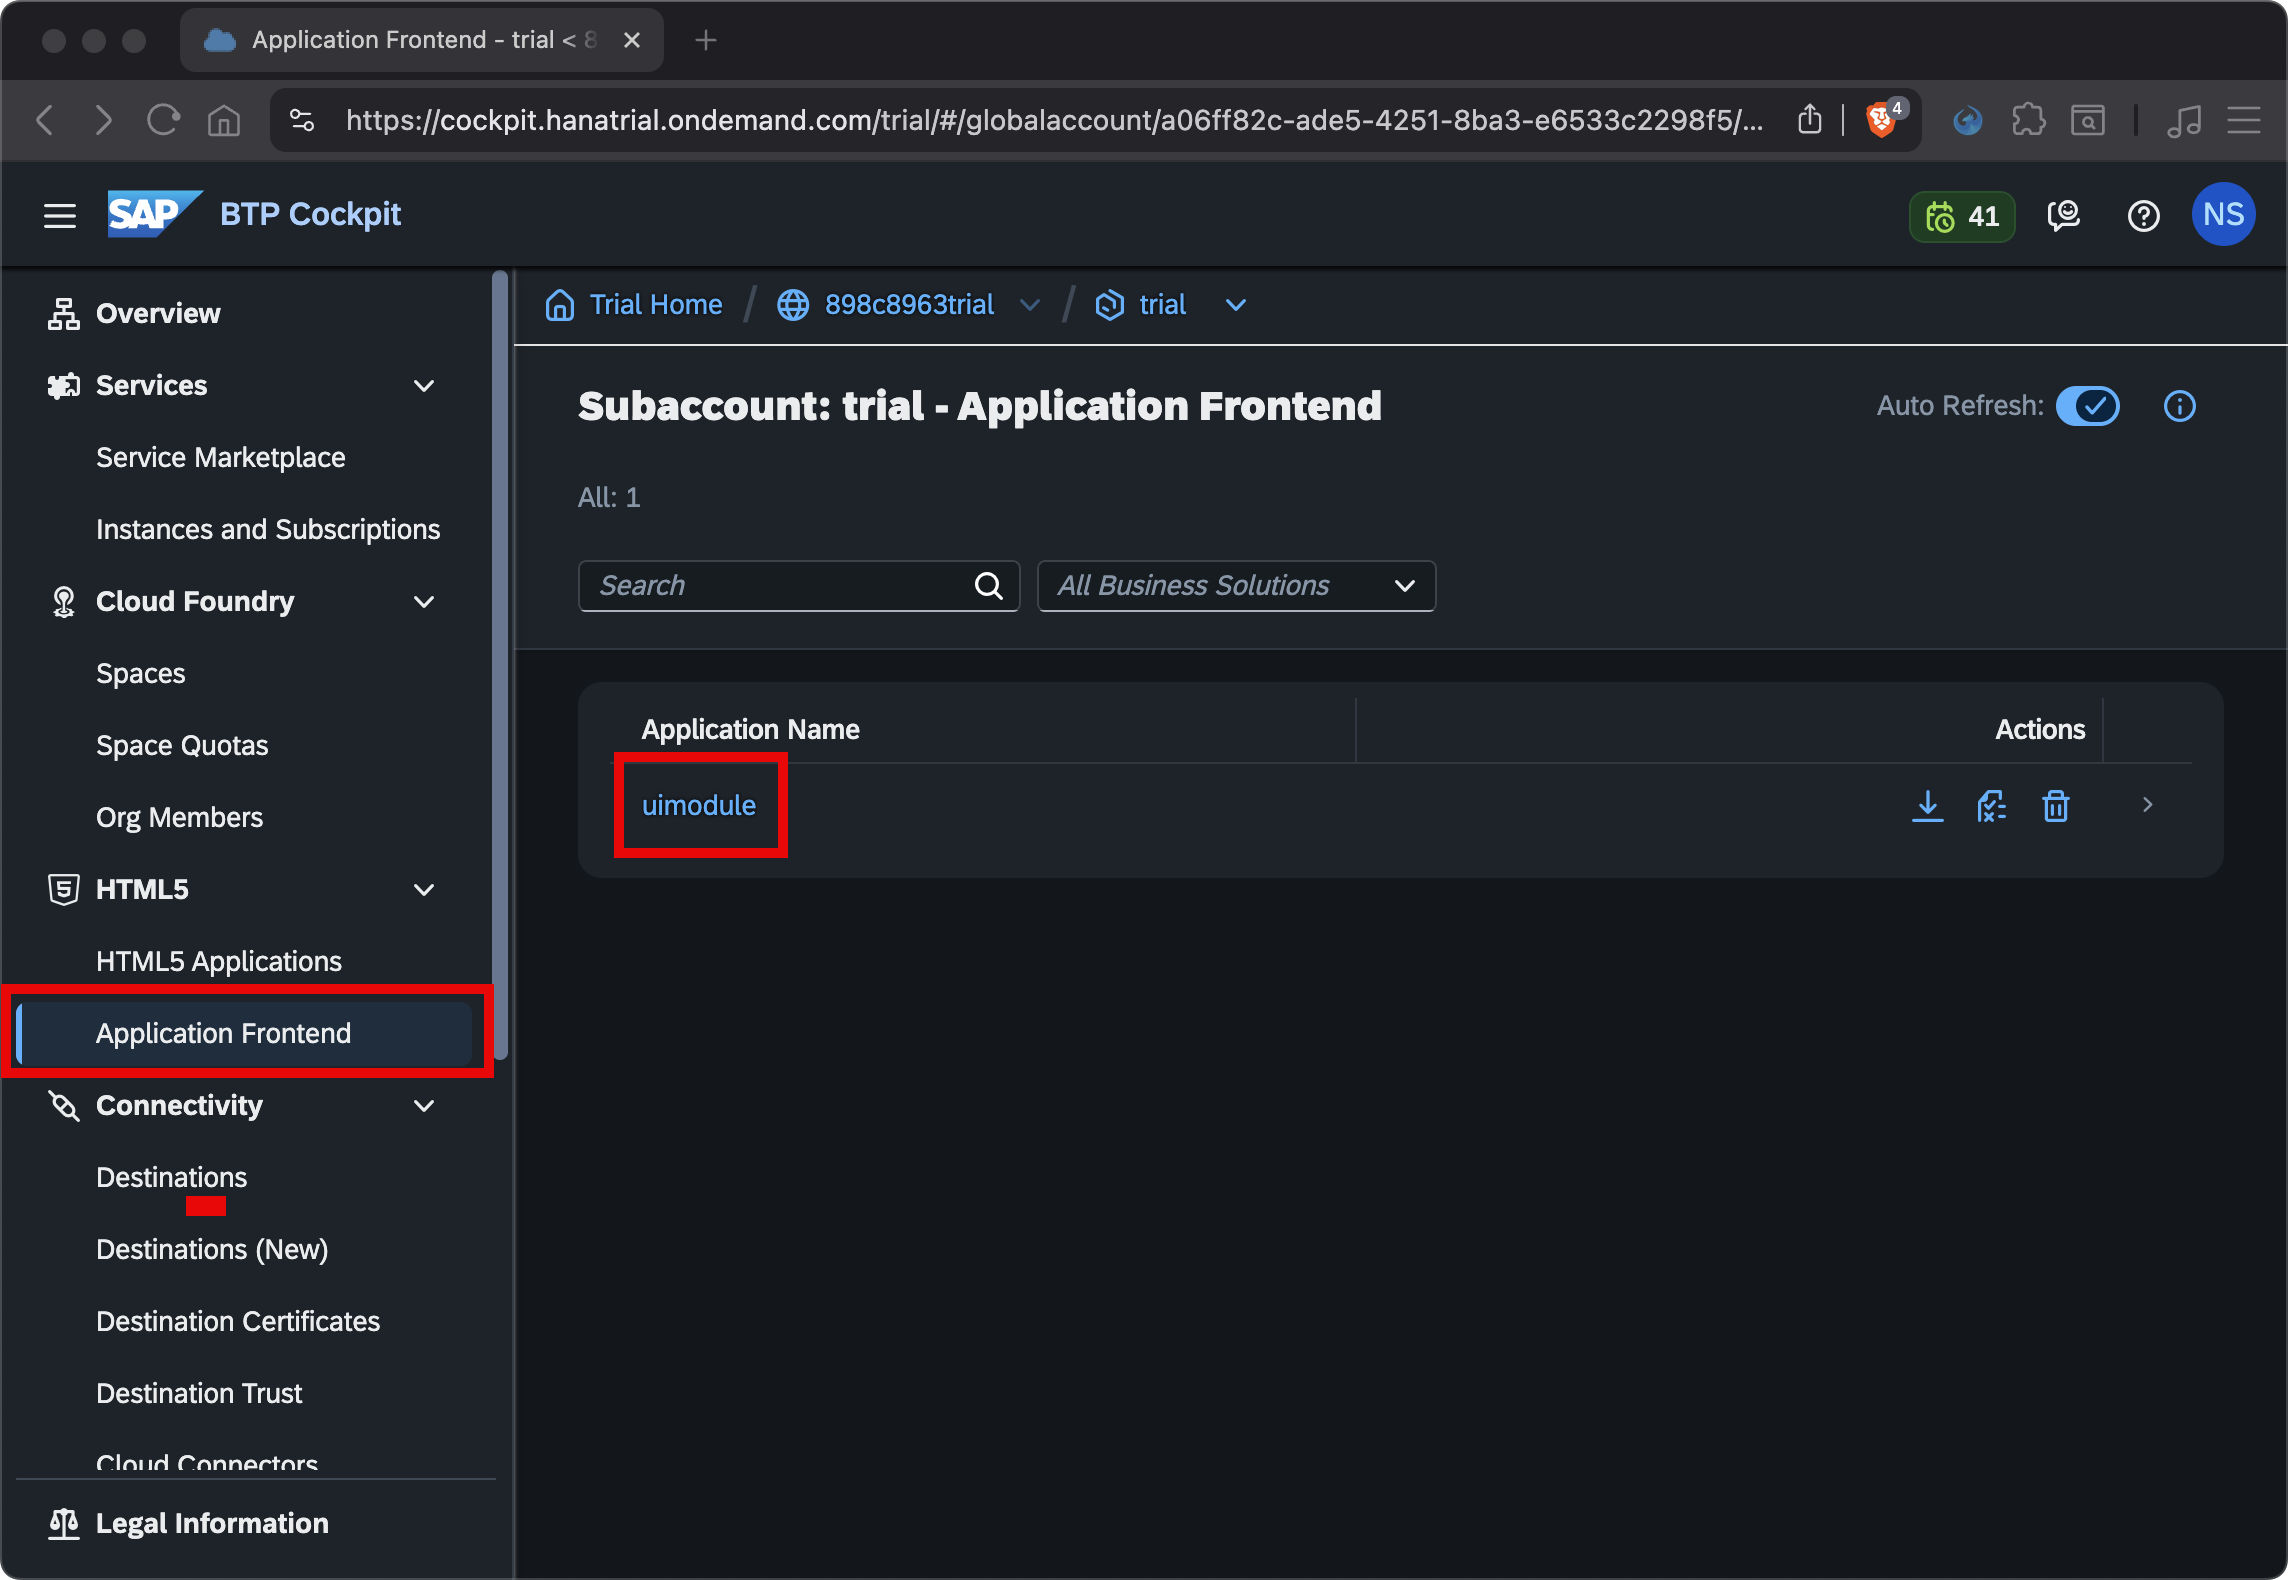 Application Frontend - trial < 8
https://cockpit.hanatrial.ondemand.com/trial/#/globalaccount/a06ff82c-ade5-4251-8ba3-e6533c2298f5/...
4
SAP BTP Cockpit
41
NS
Overview
Services
Service Marketplace
Instances and Subscriptions
Cloud Foundry
Spaces
Space Quotas
Org Members
HTML5
HTML5 Applications
Application Frontend
Connectivity
Destinations
Destinations (New)
Destination Certificates
Destination Trust
Cloud Connectors
Legal Information
Trial Home / 898c8963trial / trial
Subaccount: trial - Application Frontend
Auto Refresh:
All: 1
Search
All Business Solutions
Application Name
Actions
uimodule